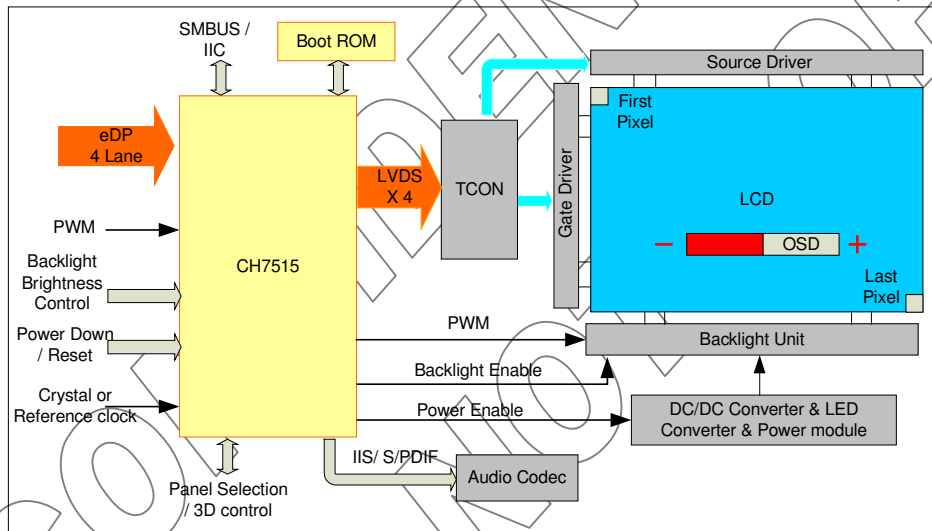 SMBUS /
IIC
Boot ROM
Source Driver
eDP
4 Lane
First
Pixel
LVDS
X 4
TCON
Gate Driver
LCD
PWM
CH7515
- OSD +
Backlight
Brightness
Control
Last
Pixel
Power Down
/ Reset
PWM
Backlight Unit
Backlight Enable
Crystal or
Reference clock
Power Enable
DC/DC Converter & LED
Converter & Power module
IIS/ S/PDIF
Audio Codec
Panel Selection
/ 3D control